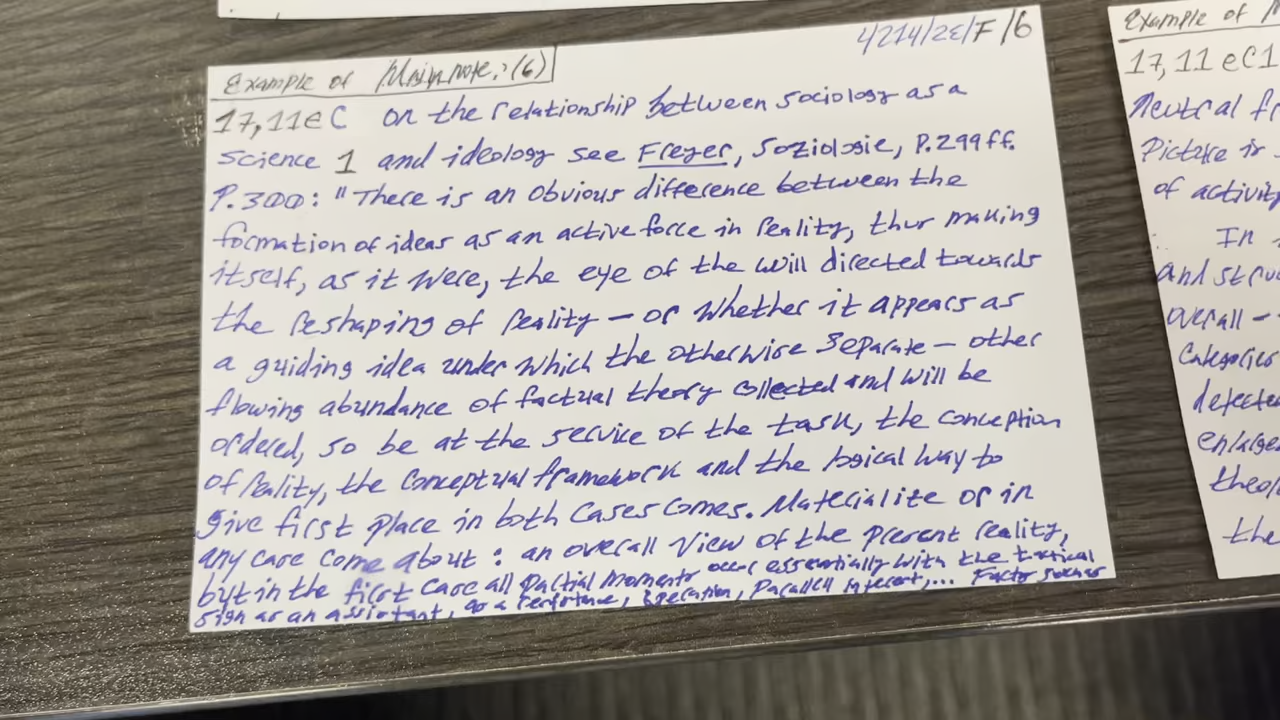 4214/2E/F/6
Example of Main note: (6)
17,11eC on the relationship between sociology as a
science 1 and ideology see Freyer, Soziologie, P.299ff.
P.300: "There is an obvious difference between the
formation of ideas as an active force in reality, thus making
itself, as it were, the eye of the will directed towards
the reshaping of reality – or whether it appears as
a guiding idea under which the otherwise separate – other
flowing abundance of factual theory collected and will be
ordered, so be at the service of the task, the conception
of reality, the conceptual framework and the logical way to
give first place in both cases comes. Materialite or in
any case come about: an overall view of the present reality,
but in the first case all partial moments occur essentially with the tactical
sign as an assistant, as a , , Parallel interest,... Factor
Example of
17,11eC1
Neutral
Picture is
of activity
In
and
overall –
Categories
the